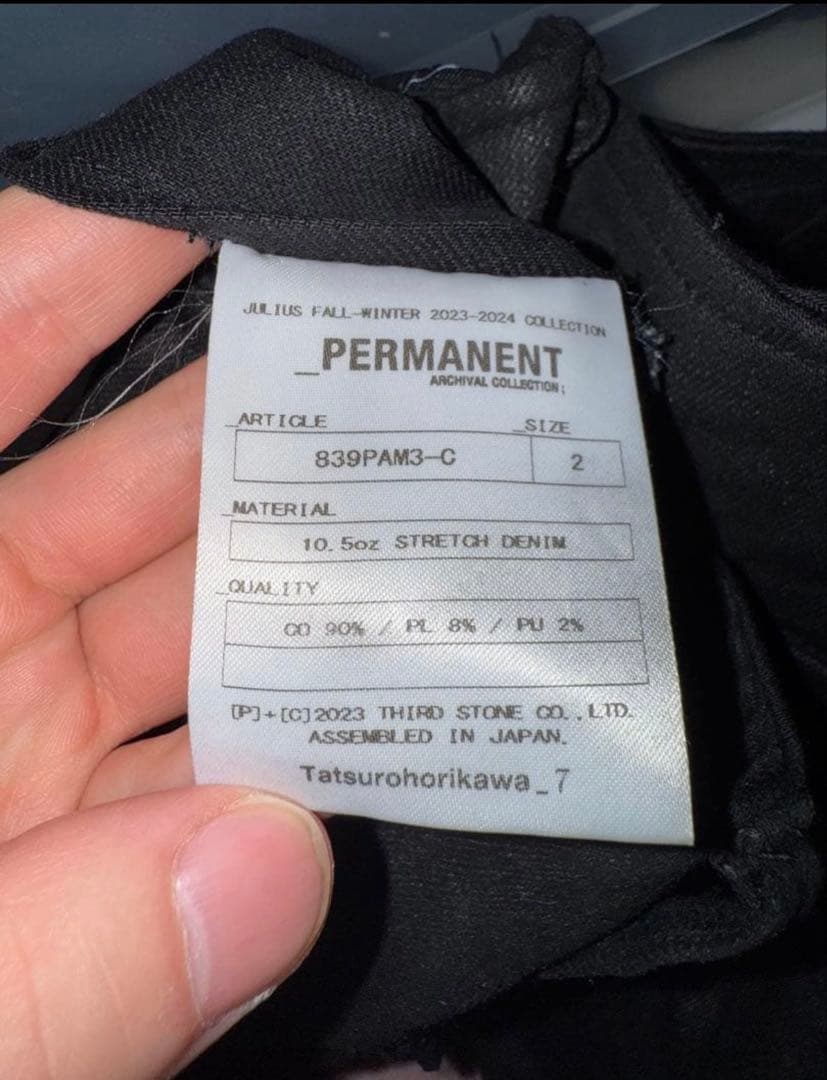 JULIUS FALL-WINTER 2023-2024 COLLECTION
_PERMANENT
ARCHIVAL COLLECTION;
_ARTICLE _SIZE
839PAM3-C 2
_MATERIAL
10.5oz STRETCH DENIM
_QUALITY
CO 90% / PL 8% / PU 2%
[P]+[C]2023 THIRD STONE CO.,LTD.
ASSEMBLED IN JAPAN.
Tatsurohorikawa_7